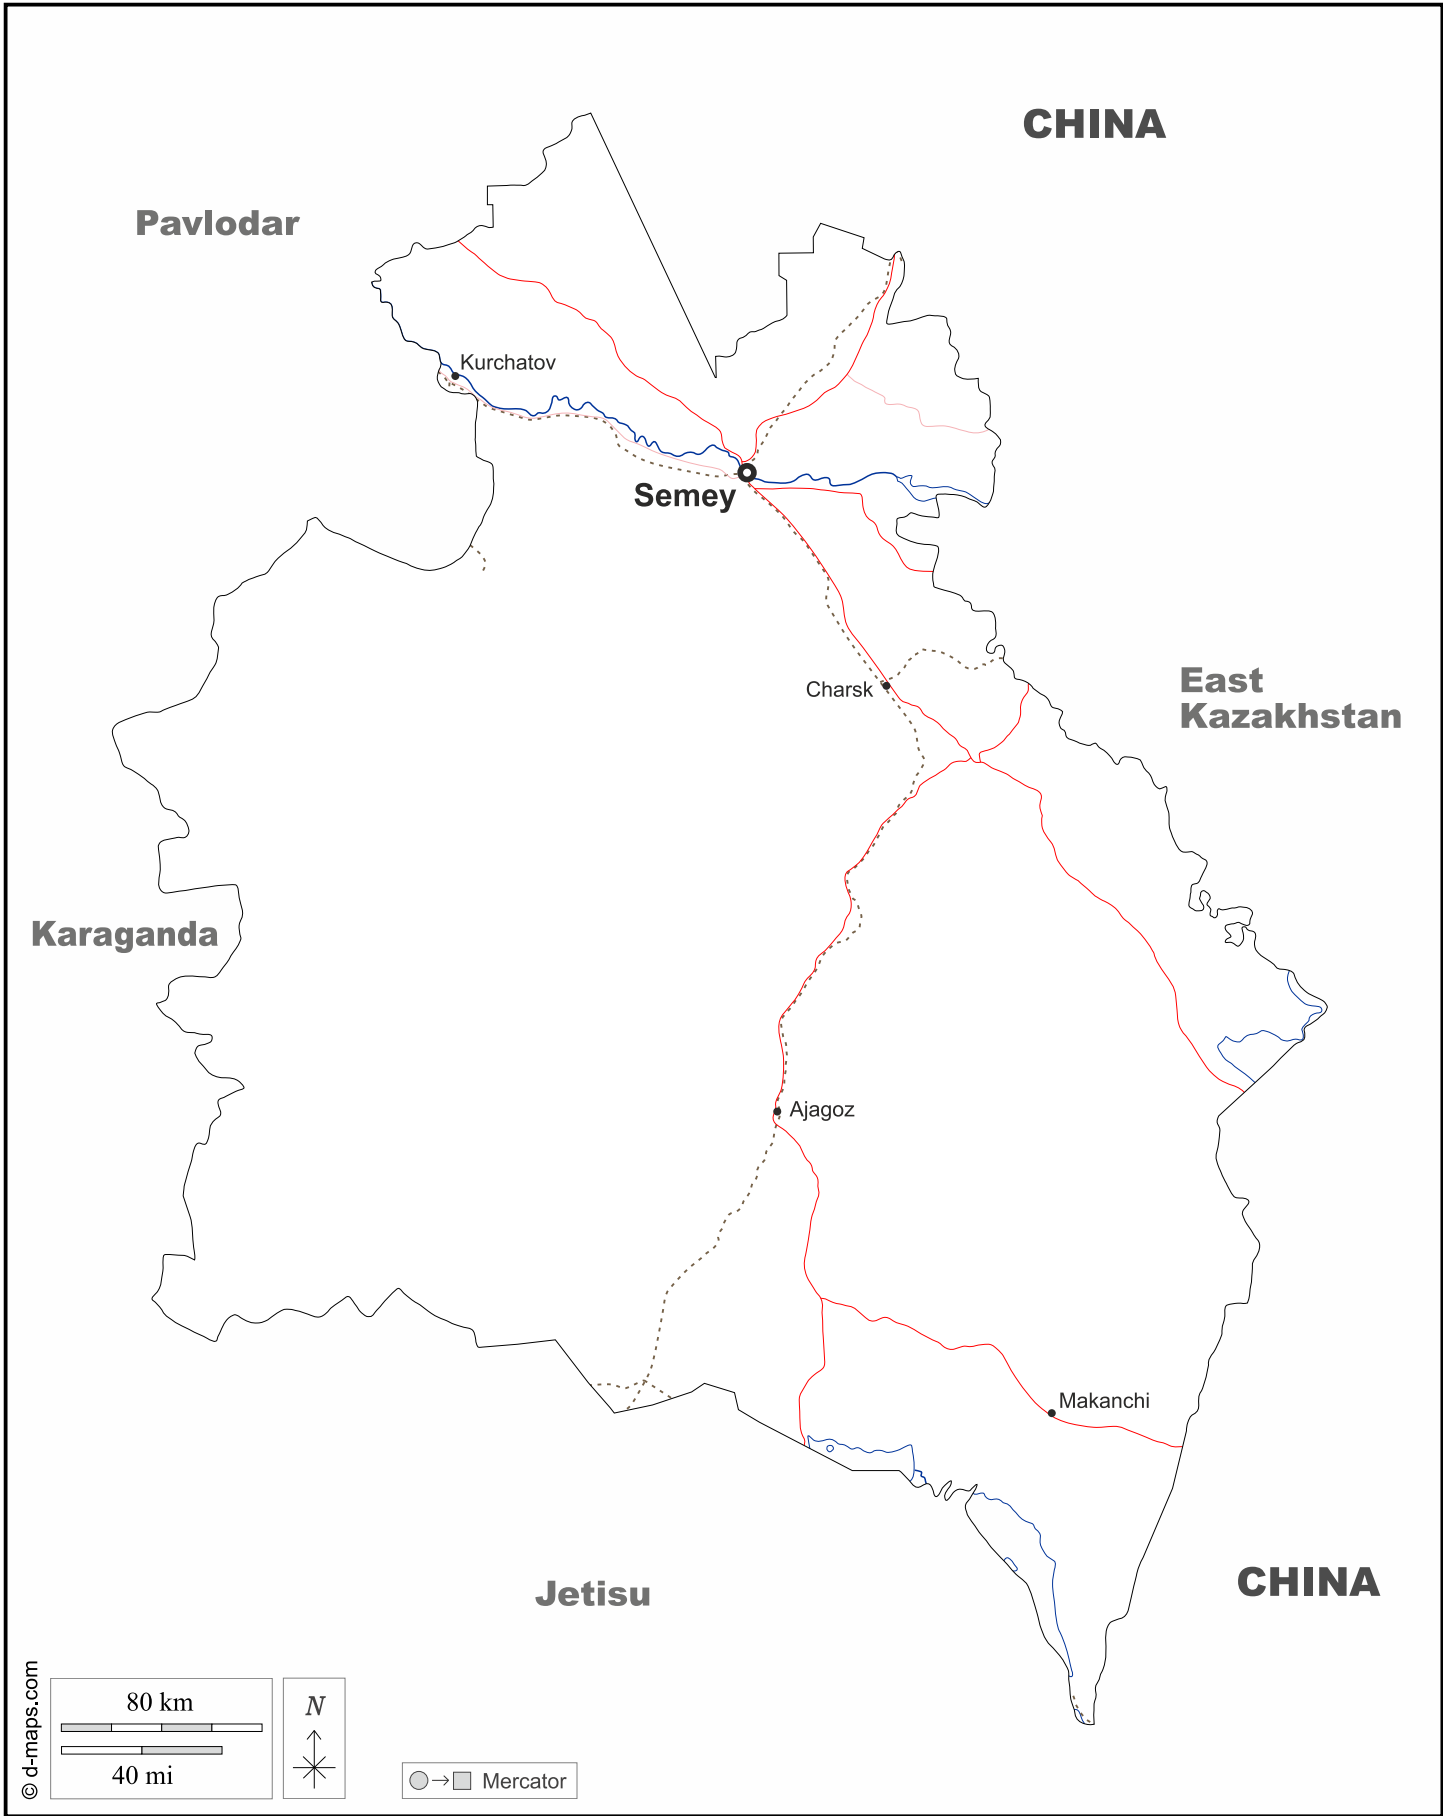 CHINA
Pavlodar
Kurchatov
Semey
East
Kazakhstan
Charsk
Karaganda
Ajagoz
Makanchi
CHINA
Jetisu
© d-maps.com
80 km
40 mi
N
Mercator